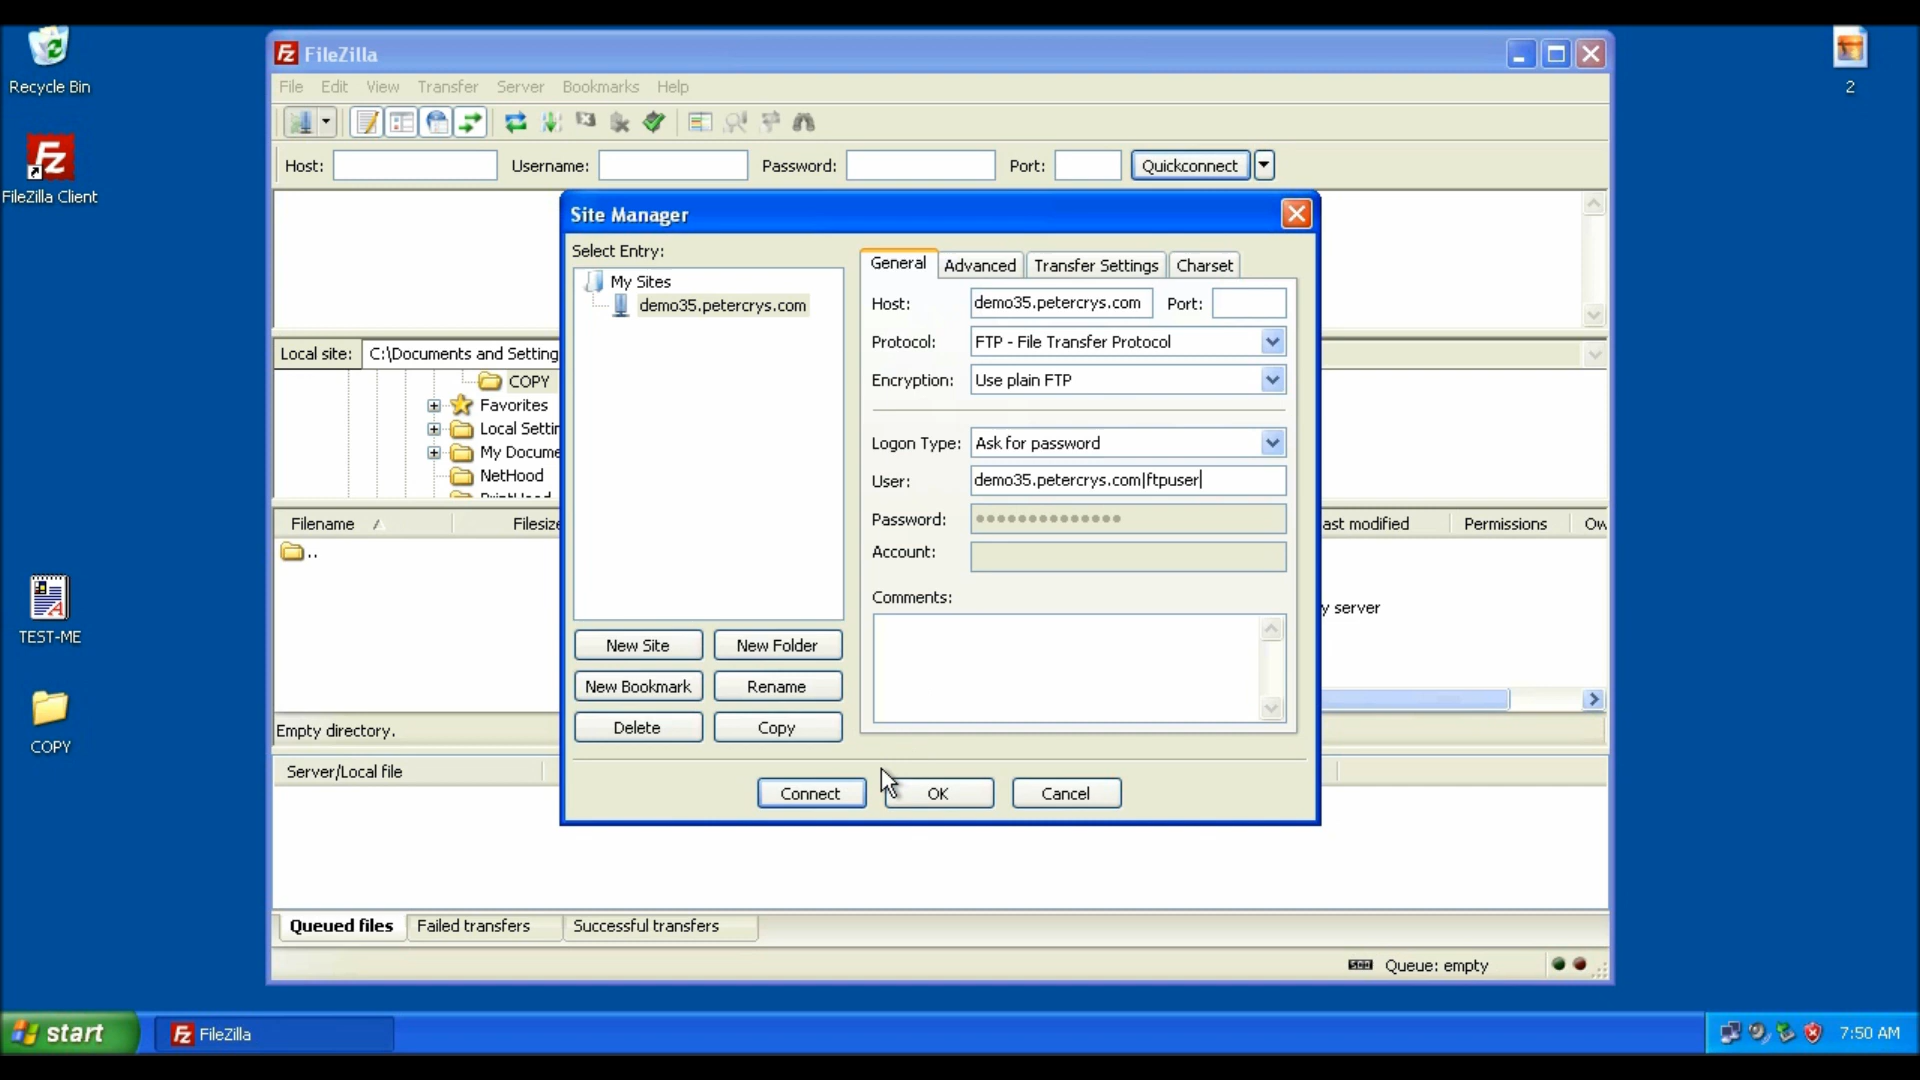 Recycle Bin
FileZilla Client
TEST-ME
COPY
2
FileZilla
File Edit View Transfer Server Bookmarks Help
Host: Username: Password: Port: Quickconnect
Site Manager
Select Entry:
My Sites
demo35.petercrys.com
New Site New Folder
New Bookmark Rename
Delete Copy
General Advanced Transfer Settings Charset
Host: demo35.petercrys.com Port:
Protocol: FTP - File Transfer Protocol
Encryption: Use plain FTP
Logon Type: Ask for password
User: demo35.petercrys.com|ftpuser
Password: ••••••••••••••
Account:
Comments:
Connect OK Cancel
Local site: C:\Documents and Setting
COPY
Favorites
Local Settin
My Docume
NetHood
Filename Filesize
..
Empty directory.
ast modified Permissions Ow
y server
Server/Local file
Queued files Failed transfers Successful transfers
Queue: empty
start FileZilla 7:50 AM